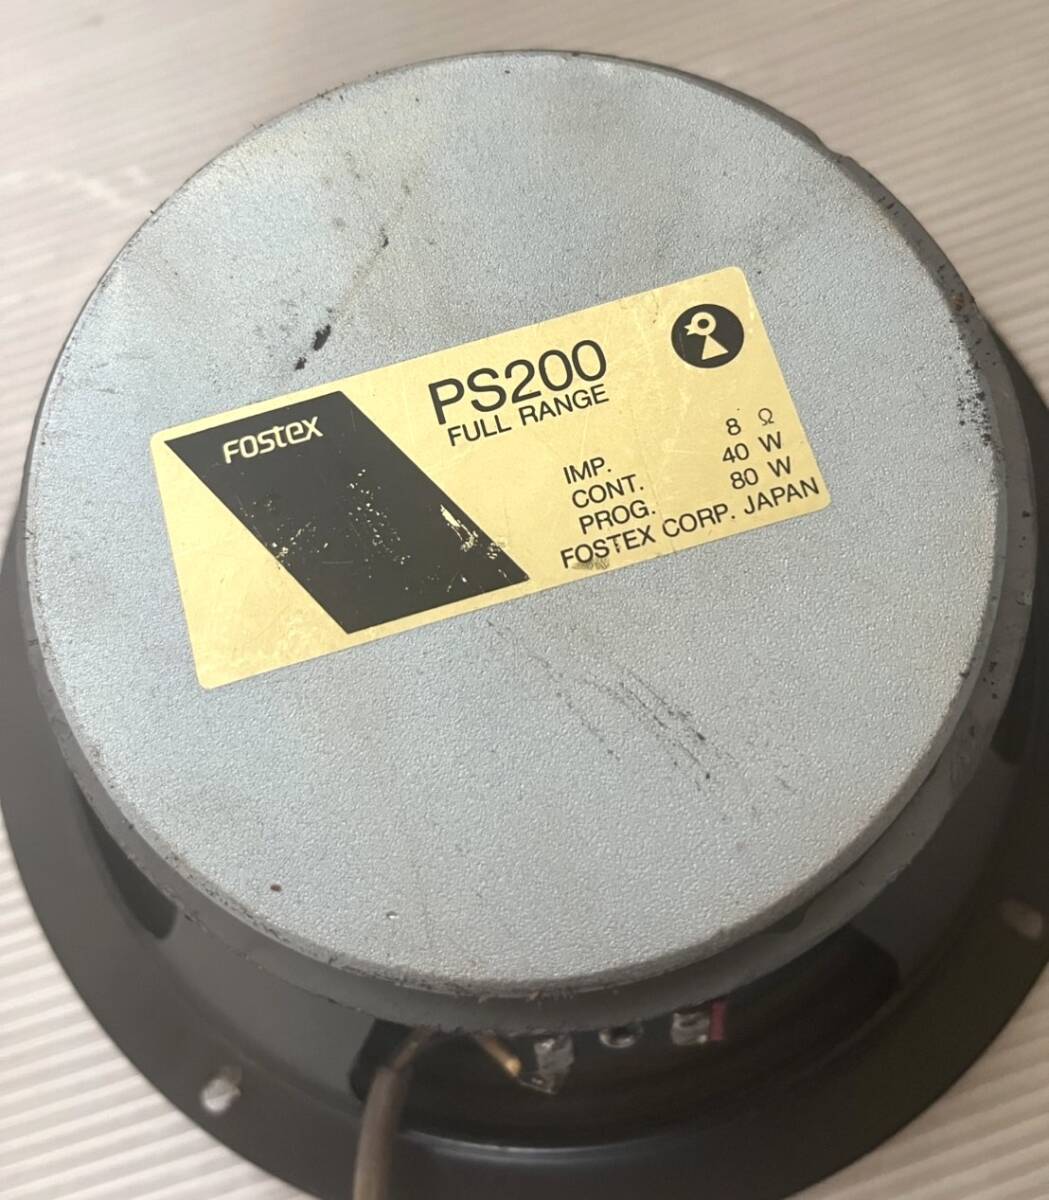 FOSTEX
PS200
FULL RANGE
IMP. 8 Ω
CONT. 40 W
PROG. 80 W
FOSTEX CORP. JAPAN